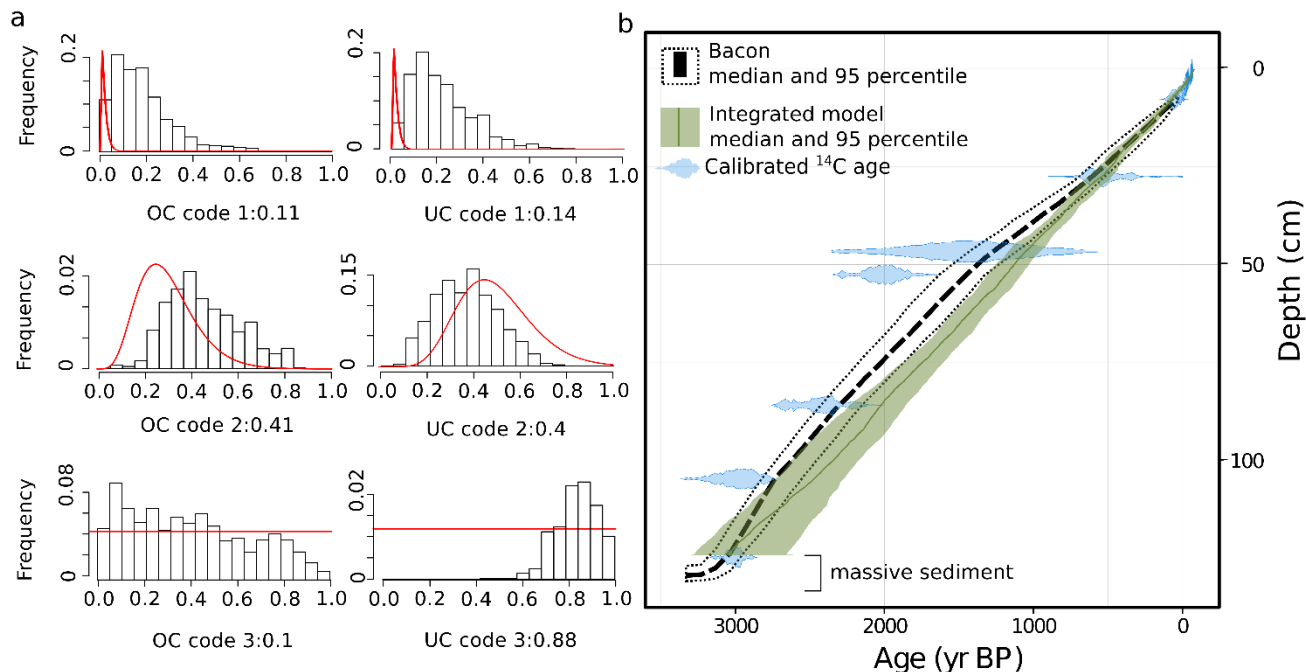 a
0.2
0
Frequency
0.0 0.2 0.4 0.6 0.8 1.0
OC code 1:0.11
0.2
0
0.0 0.2 0.4 0.6 0.8 1.0
UC code 1:0.14
0.02
0
Frequency
0.0 0.2 0.4 0.6 0.8 1.0
OC code 2:0.41
0.15
0
0.0 0.2 0.4 0.6 0.8 1.0
UC code 2:0.4
0.08
0
Frequency
0.0 0.2 0.4 0.6 0.8 1.0
OC code 3:0.1
0.02
0
0.0 0.2 0.4 0.6 0.8 1.0
UC code 3:0.88
b
Bacon
median and 95 percentile
Integrated model
median and 95 percentile
Calibrated ¹⁴C age
massive sediment
0
50
100
Depth (cm)
3000 2000 1000 0
Age (yr BP)